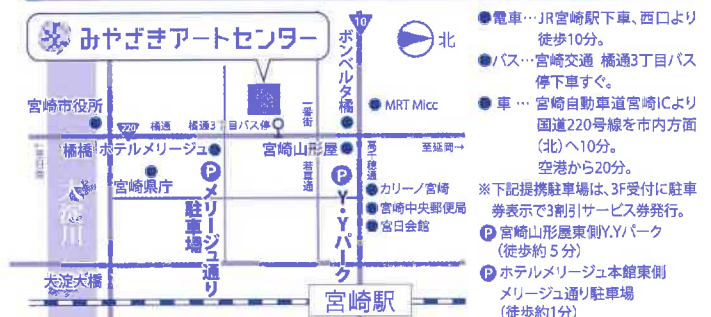 みやざきアートセンター
北
10
ボンベルタ橘
宮崎市役所
MRT Micc
一番街
220
橘通
橘通3丁目バス停
橘橋
ホテルメリージュ
宮崎山形屋
高千穂通
至延岡→
宮崎県庁
P
メリージュ通り駐車場
若草通
P
Y・Yパーク
カリーノ宮崎
宮崎中央郵便局
宮日会館
大淀川
大淀大橋
宮崎駅
●電車…JR宮崎駅下車、西口より
徒歩10分。
●バス…宮崎交通 橘通3丁目バス
停下車すぐ。
●車…宮崎自動車道宮崎ICより
国道220号線を市内方面
(北)へ10分。
空港から20分。
※下記提携駐車場は、3F受付に駐車
券表示で3割引サービス券発行。
P宮崎山形屋東側Y.Yパーク
(徒歩約5分)
Pホテルメリージュ本館東側
メリージュ通り駐車場
(徒歩約1分)